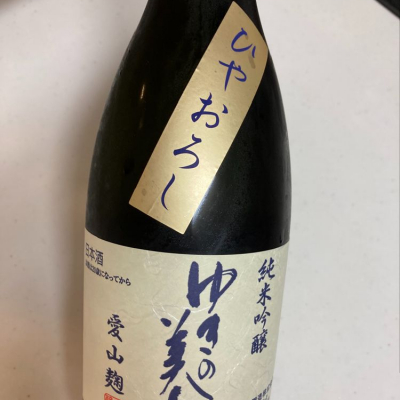 ひやおろし
純米吟醸
ゆきの美
愛山麹
日本酒